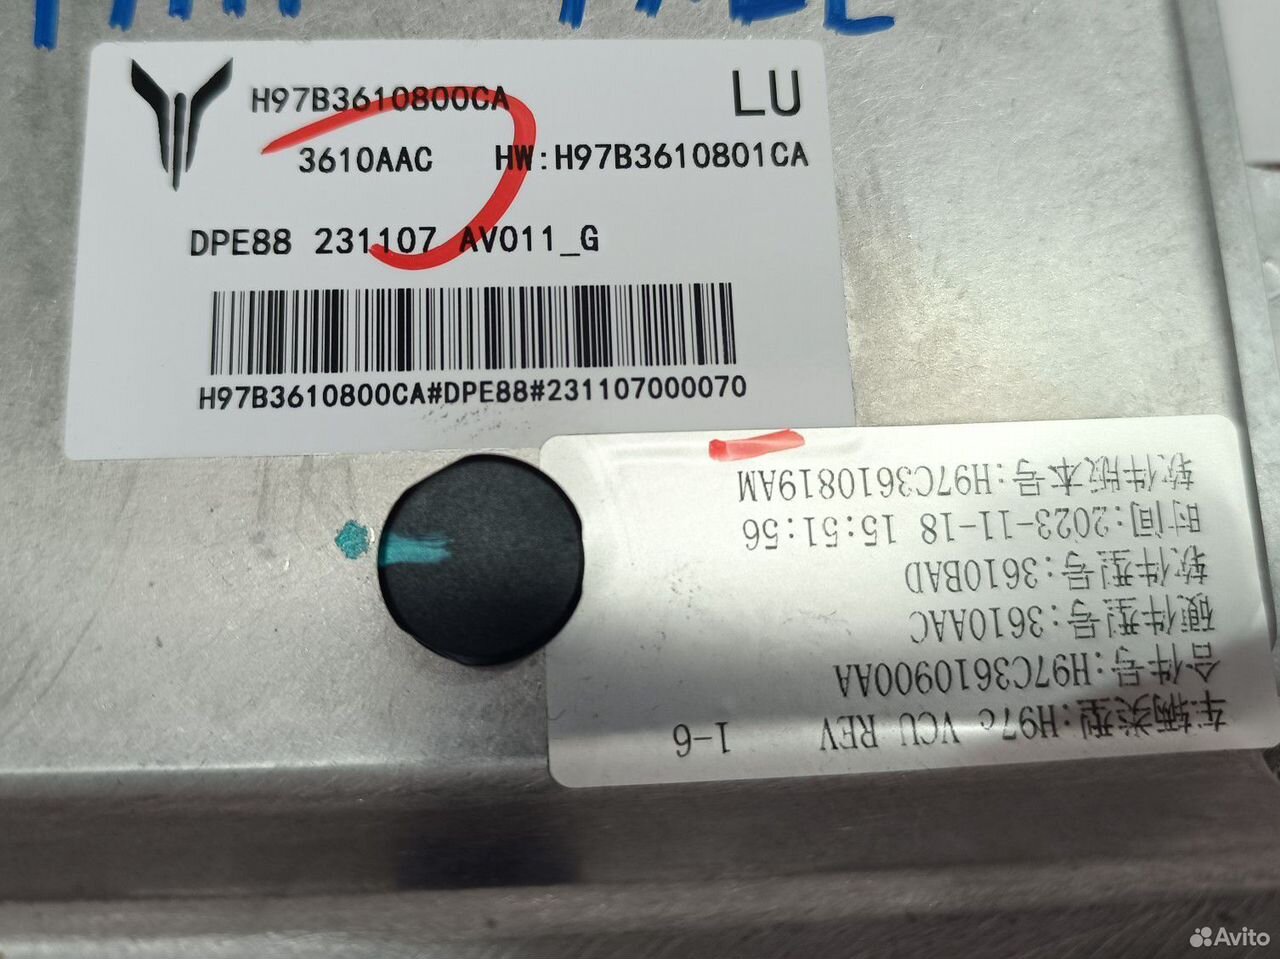 H97B3610800CA
LU
3610AAC HW:H97B3610801CA
DPE88 231107 AV011_G
H97B3610800CA#DPE88#231107000070
车辆类型:H97c VCU REV 1-6
合件号:H97C3610900AA
硬件型号:3610AAC
软件型号:3610BAD
时间:2023-11-18 15:51:56
软件版本号:H97C3610819AM
Avito